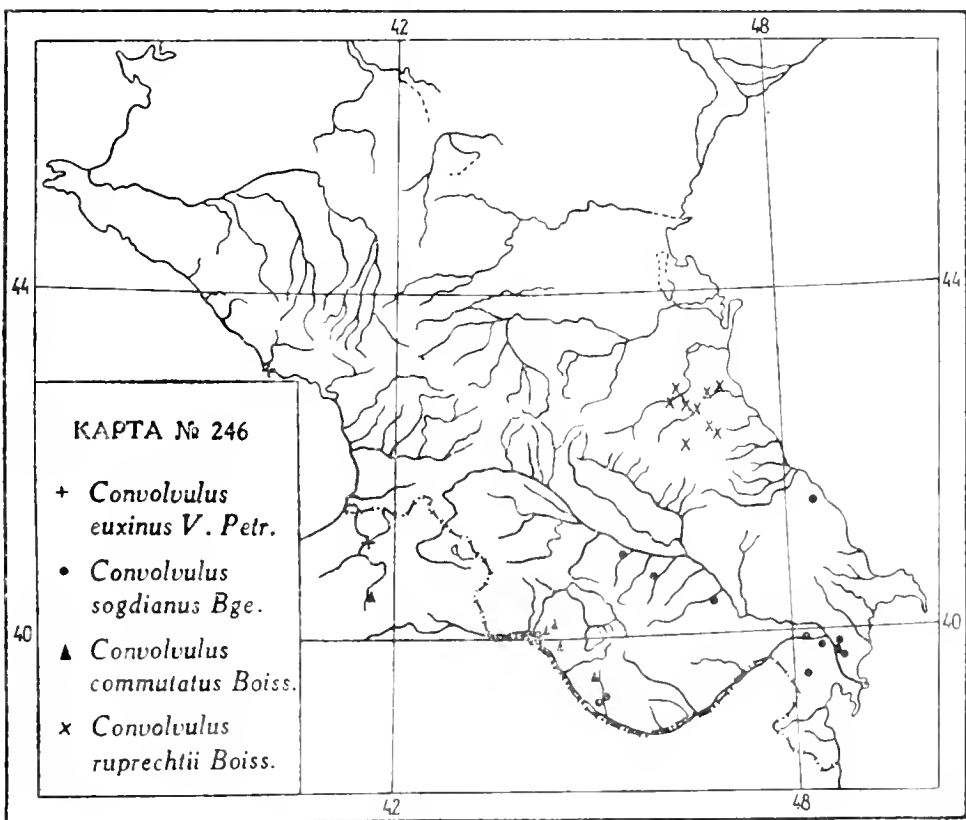 42 48
44 44
КАРТА № 246
+ Convolvulus
euxinus V. Petr.
• Convolvulus
sogdianus Bge.
▲ Convolvulus
commutatus Boiss.
× Convolvulus
ruprechtii Boiss.
40 40
42 48